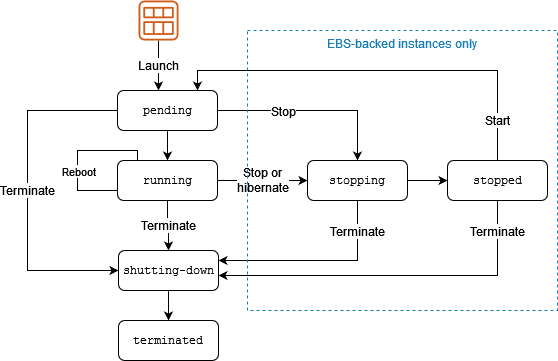 EBS-backed instances only
Launch
pending
Stop
Start
Reboot
running
Stop or
hibernate
stopping
stopped
Terminate
Terminate
Terminate
Terminate
shutting-down
terminated